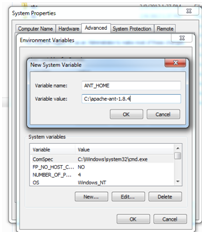 System Properties
Computer Name Hardware Advanced System Protection Remote
Environment Variables
New System Variable
Variable name: ANT_HOME
Variable value: C:\apache-ant-1.8.4
OK Cancel
System variables
Variable Value
ComSpec C:\Windows\system32\cmd.exe
FP_NO_HOST_C... NO
NUMBER_OF_P... 4
OS Windows_NT
New... Edit... Delete
OK Cancel